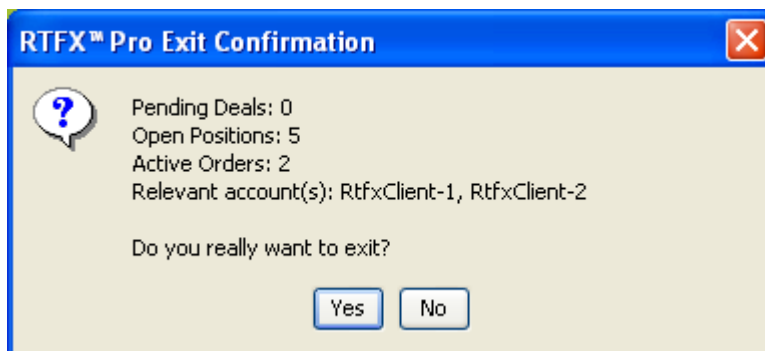 RTFX™ Pro Exit Confirmation
Pending Deals: 0
Open Positions: 5
Active Orders: 2
Relevant account(s): RtfxClient-1, RtfxClient-2
Do you really want to exit?
Yes No